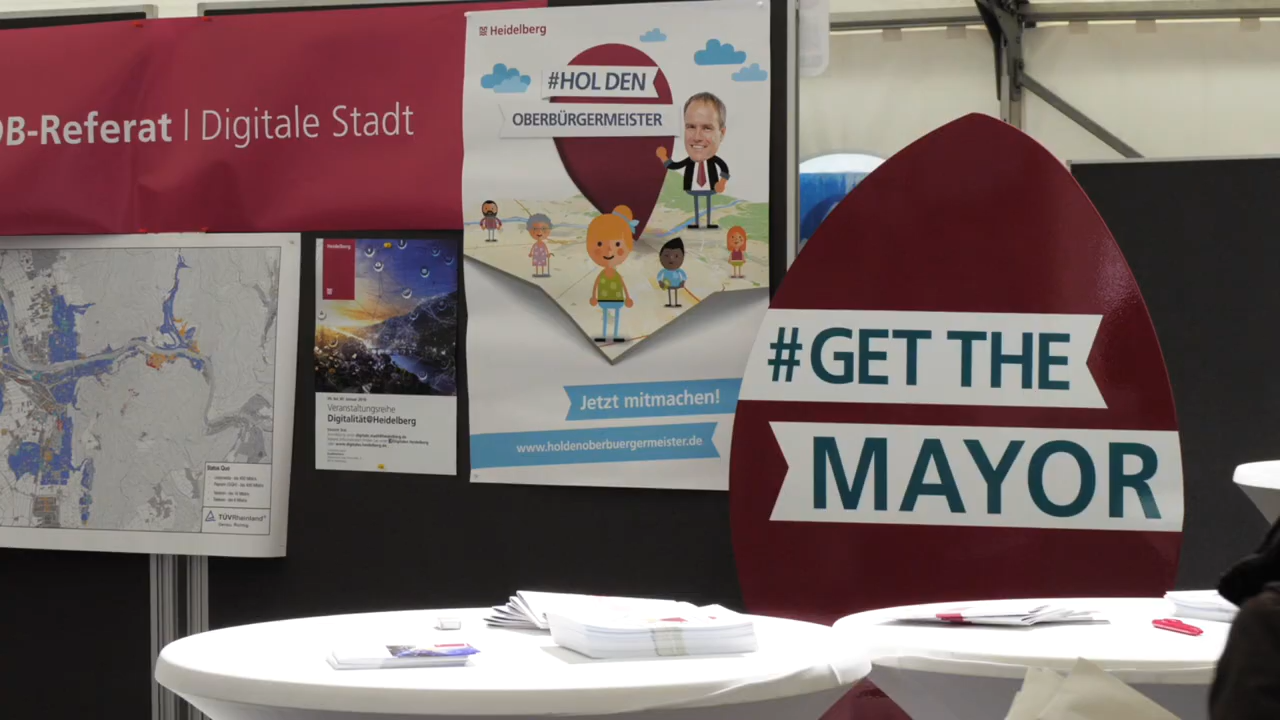 OB-Referat | Digitale Stadt
Heidelberg
#HOL DEN
OBERBÜRGERMEISTER
Jetzt mitmachen!
www.holdenoberbuergermeister.de
Heidelberg
Veranstaltungsreihe
Digitalität@Heidelberg
Status Quo
TÜVRheinland
#GET THE
MAYOR